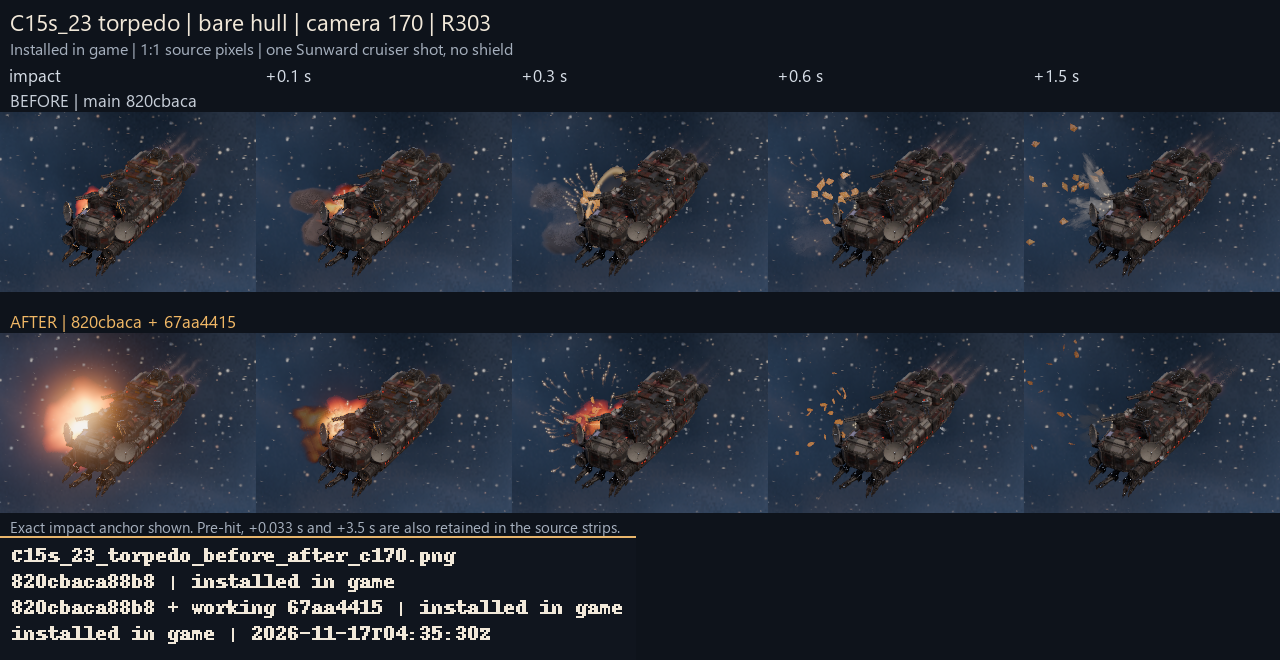 C15s_23 torpedo | bare hull | camera 170 | R303
Installed in game | 1:1 source pixels | one Sunward cruiser shot, no shield
impact +0.1 s +0.3 s +0.6 s +1.5 s
BEFORE | main 820cbaca
AFTER | 820cbaca + 67aa4415
Exact impact anchor shown. Pre-hit, +0.033 s and +3.5 s are also retained in the source strips.
C15s_23_torpedo_before_after_c170.png
820cbaca88b8 | installed in game
820cbaca88b8 + working 67aa4415 | installed in game
installed in game | 2026-11-17T04:35:30Z